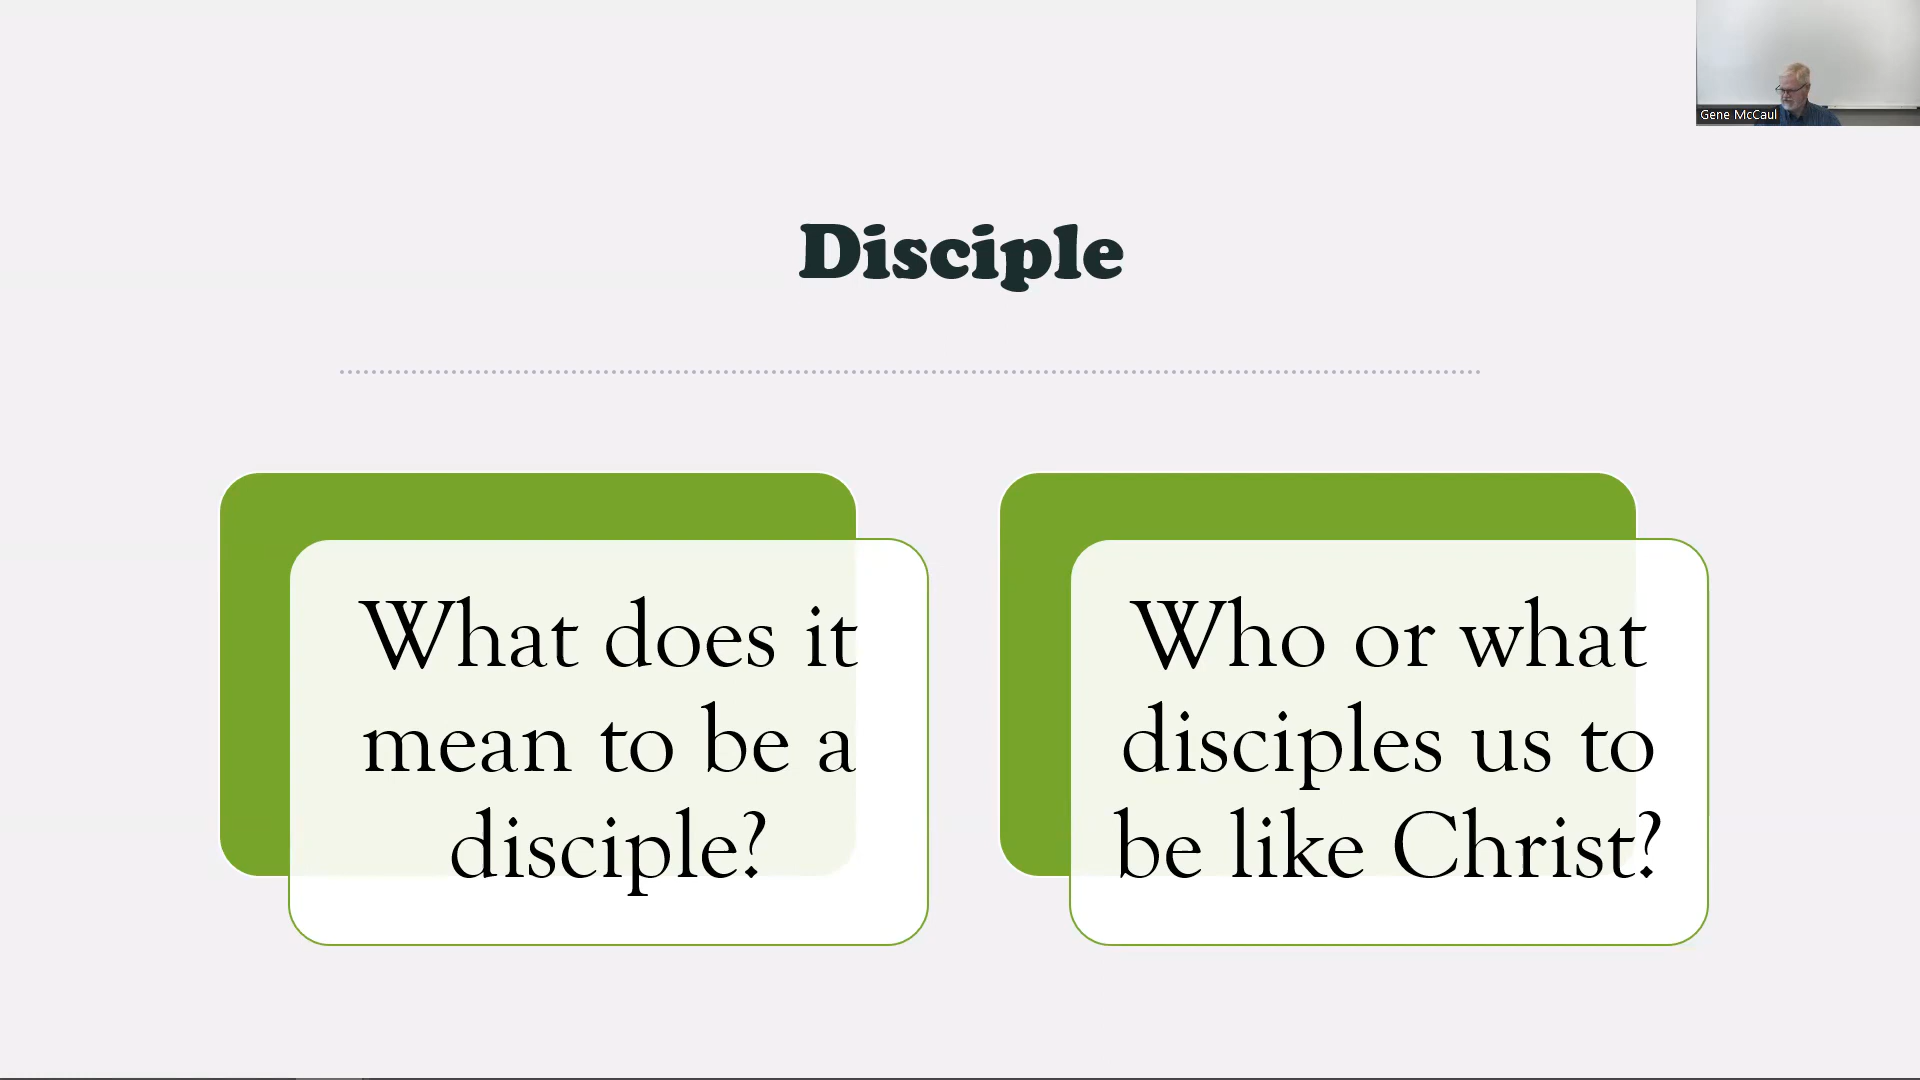 Gene McCaul
Disciple
What does it
mean to be a
disciple?
Who or what
disciples us to
be like Christ?